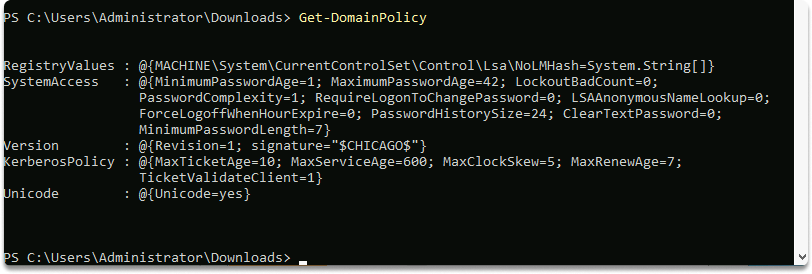 PS C:\Users\Administrator\Downloads> Get-DomainPolicy
RegistryValues : @{MACHINE\System\CurrentControlSet\Control\Lsa\NoLMHash=System.String[]}
SystemAccess   : @{MinimumPasswordAge=1; MaximumPasswordAge=42; LockoutBadCount=0;
                 PasswordComplexity=1; RequireLogonToChangePassword=0; LSAAnonymousNameLookup=0;
                 ForceLogoffWhenHourExpire=0; PasswordHistorySize=24; ClearTextPassword=0;
                 MinimumPasswordLength=7}
Version        : @{Revision=1; signature="$CHICAGO$"}
KerberosPolicy : @{MaxTicketAge=10; MaxServiceAge=600; MaxClockSkew=5; MaxRenewAge=7;
                 TicketValidateClient=1}
Unicode        : @{Unicode=yes}
PS C:\Users\Administrator\Downloads>